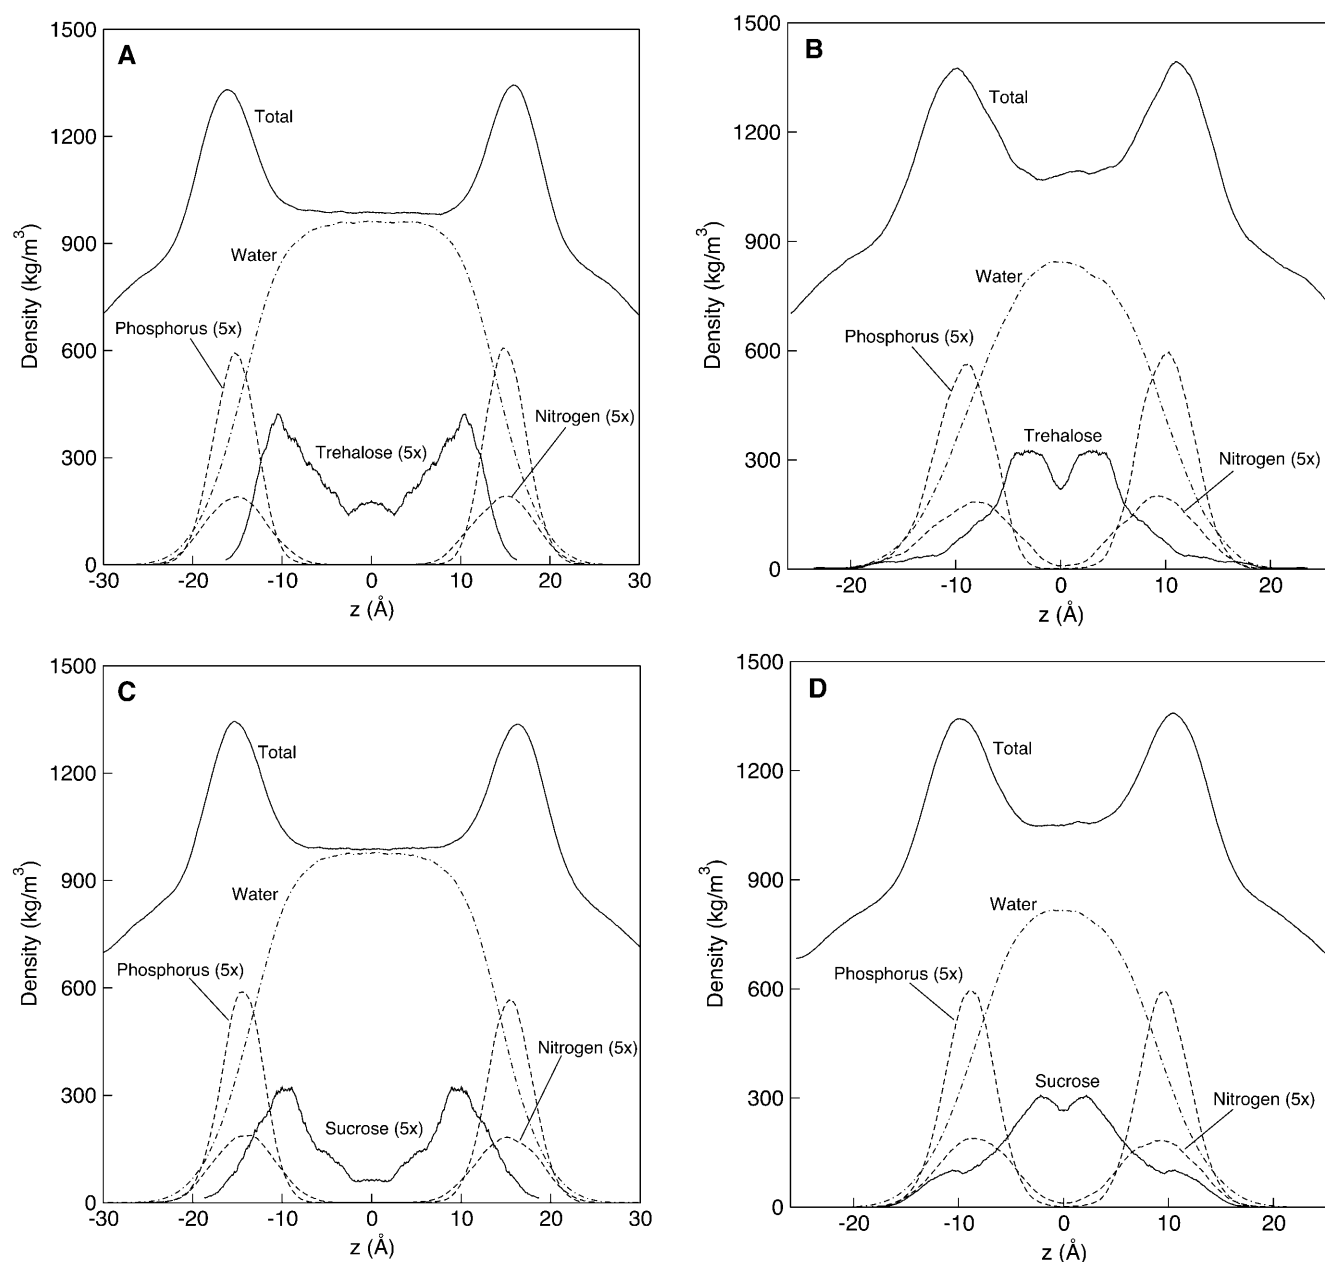 1500
A
Total
1200
900
Water
Density (kg/m3)
Phosphorus (5x)
600
Nitrogen (5x)
Trehalose (5x)
300
0
-30 -20 -10 0 10 20 30
z (Å)
1500
B
Total
1200
900
Water
Density (kg/m3)
Phosphorus (5x)
600
Trehalose
Nitrogen (5x)
300
0
-20 -10 0 10 20
z (Å)
1500
C
Total
1200
900
Water
Density (kg/m3)
Phosphorus (5x)
600
Nitrogen (5x)
300
Sucrose (5x)
0
-30 -20 -10 0 10 20 30
z (Å)
1500
D
Total
1200
900
Water
Density (kg/m3)
Phosphorus (5x)
600
Sucrose
Nitrogen (5x)
300
0
-20 -10 0 10 20
z (Å)